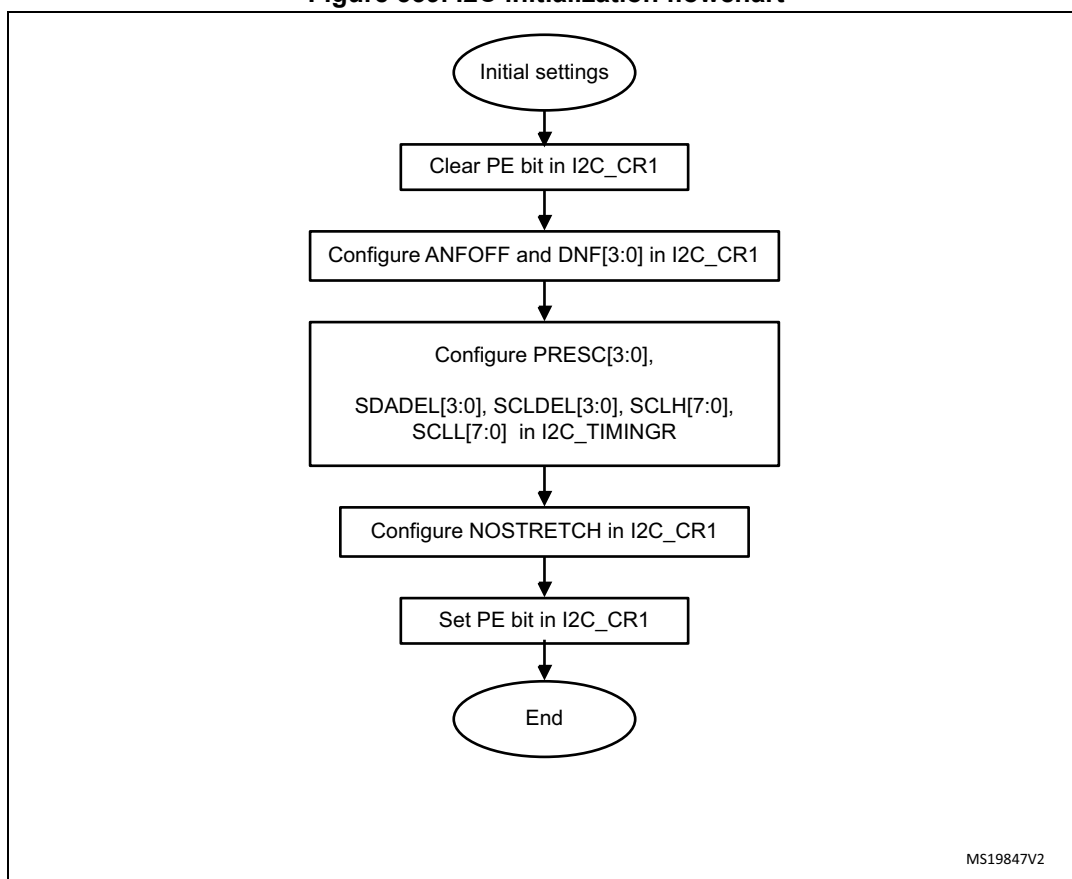 Initial settings
Clear PE bit in I2C_CR1
Configure ANFOFF and DNF[3:0] in I2C_CR1
Configure PRESC[3:0],
SDADEL[3:0], SCLDEL[3:0], SCLH[7:0],
SCLL[7:0] in I2C_TIMINGR
Configure NOSTRETCH in I2C_CR1
Set PE bit in I2C_CR1
End
MS19847V2